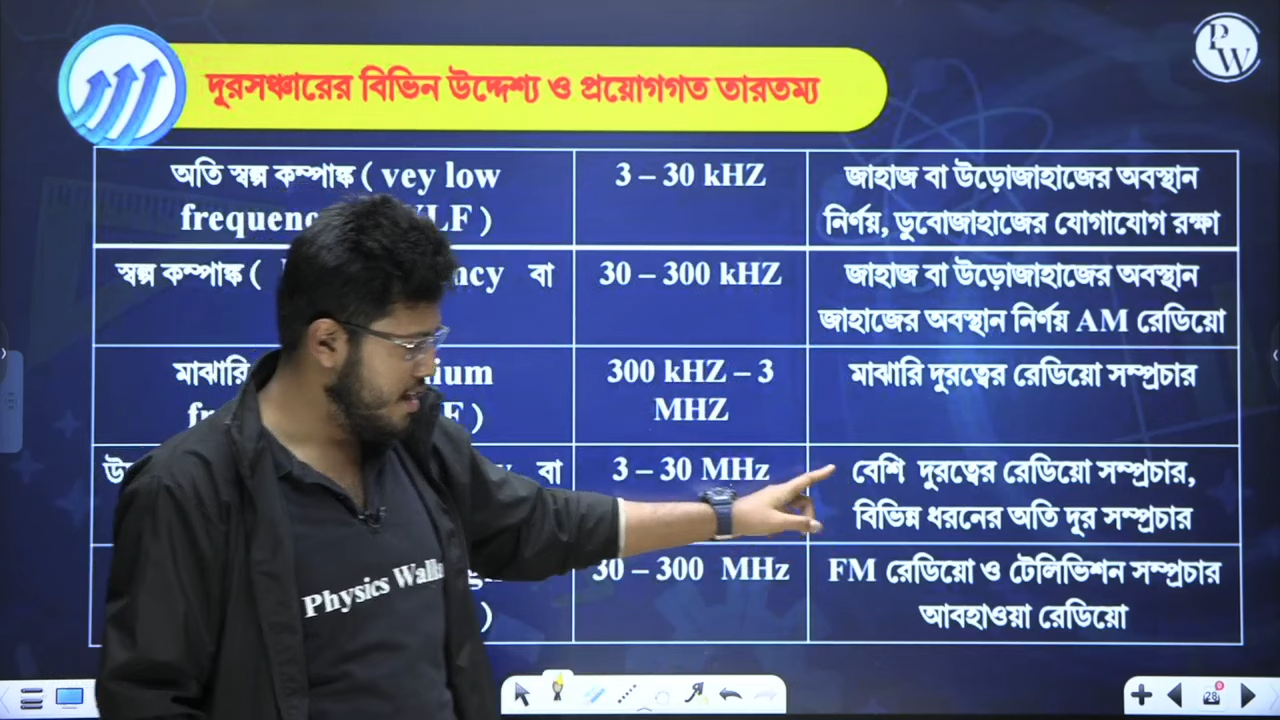 PW
দূরসঞ্চারের বিভিন উদ্দেশ্য ও প্রয়োগগত তারতম্য
অতি স্বল্প কম্পাঙ্ক ( vey low
LF )
3 – 30 kHZ
জাহাজ বা উড়োজাহাজের অবস্থান
নির্ণয়, ডুবোজাহাজের যোগাযোগ রক্ষা
স্বল্প কম্পাঙ্ক ( ncy বা
30 – 300 kHZ
জাহাজ বা উড়োজাহাজের অবস্থান
জাহাজের অবস্থান নির্ণয় AM রেডিয়ো
মাঝারি ium
F )
300 kHZ – 3
MHZ
মাঝারি দূরত্বের রেডিয়ো সম্প্রচার
বা
3 – 30 MHz
বেশি দূরত্বের রেডিয়ো সম্প্রচার,
বিভিন্ন ধরনের অতি দূর সম্প্রচার
)
30 – 300 MHz
FM রেডিয়ো ও টেলিভিশন সম্প্রচার
আবহাওয়া রেডিয়ো
Physics Walla
28